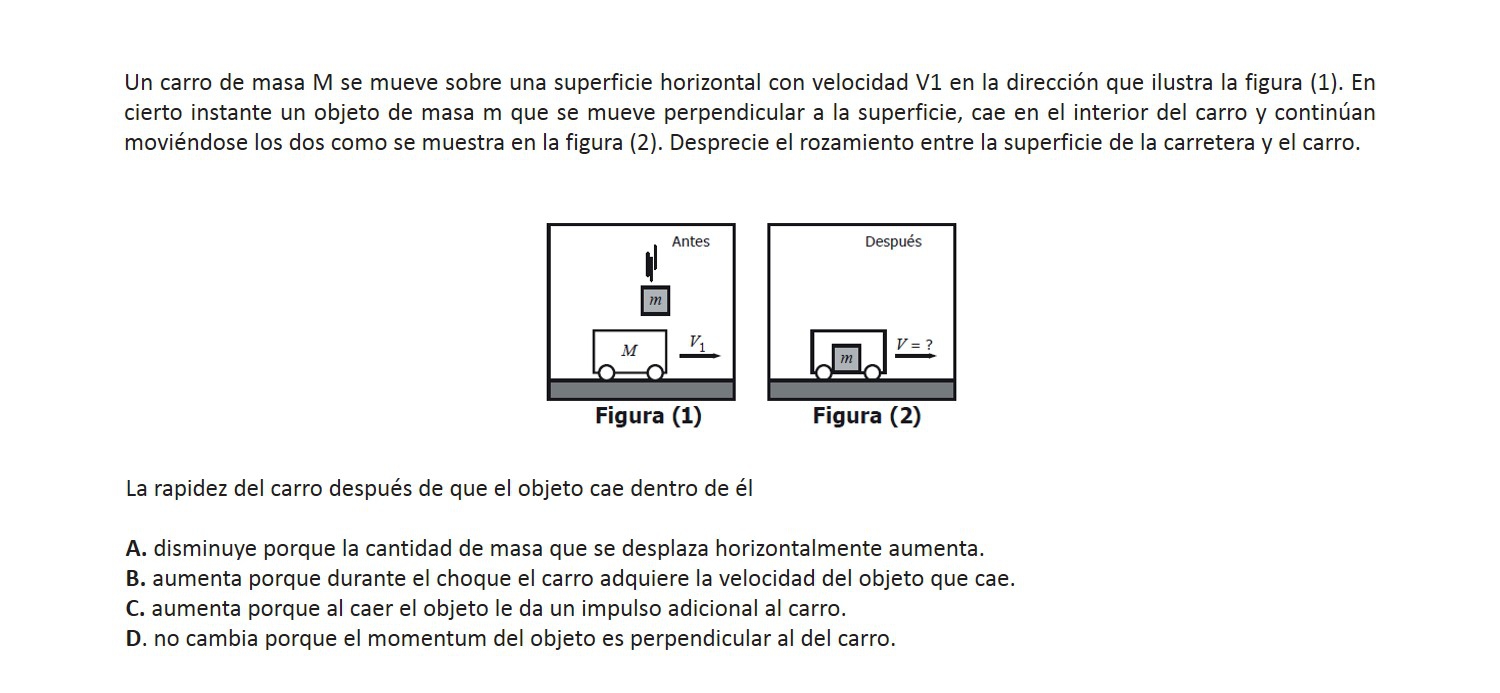 Un carro de masa M se mueve sobre una superficie horizontal con velocidad V1 en la dirección que ilustra la figura (1). En
cierto instante un objeto de masa m que se mueve perpendicular a la superficie, cae en el interior del carro y continúan
moviéndose los dos como se muestra en la figura (2). Desprecie el rozamiento entre la superficie de la carretera y el carro.
Antes
m
M
V₁
Figura (1)
Después
m
V = ?
Figura (2)
La rapidez del carro después de que el objeto cae dentro de él
A. disminuye porque la cantidad de masa que se desplaza horizontalmente aumenta.
B. aumenta porque durante el choque el carro adquiere la velocidad del objeto que cae.
C. aumenta porque al caer el objeto le da un impulso adicional al carro.
D. no cambia porque el momentum del objeto es perpendicular al del carro.